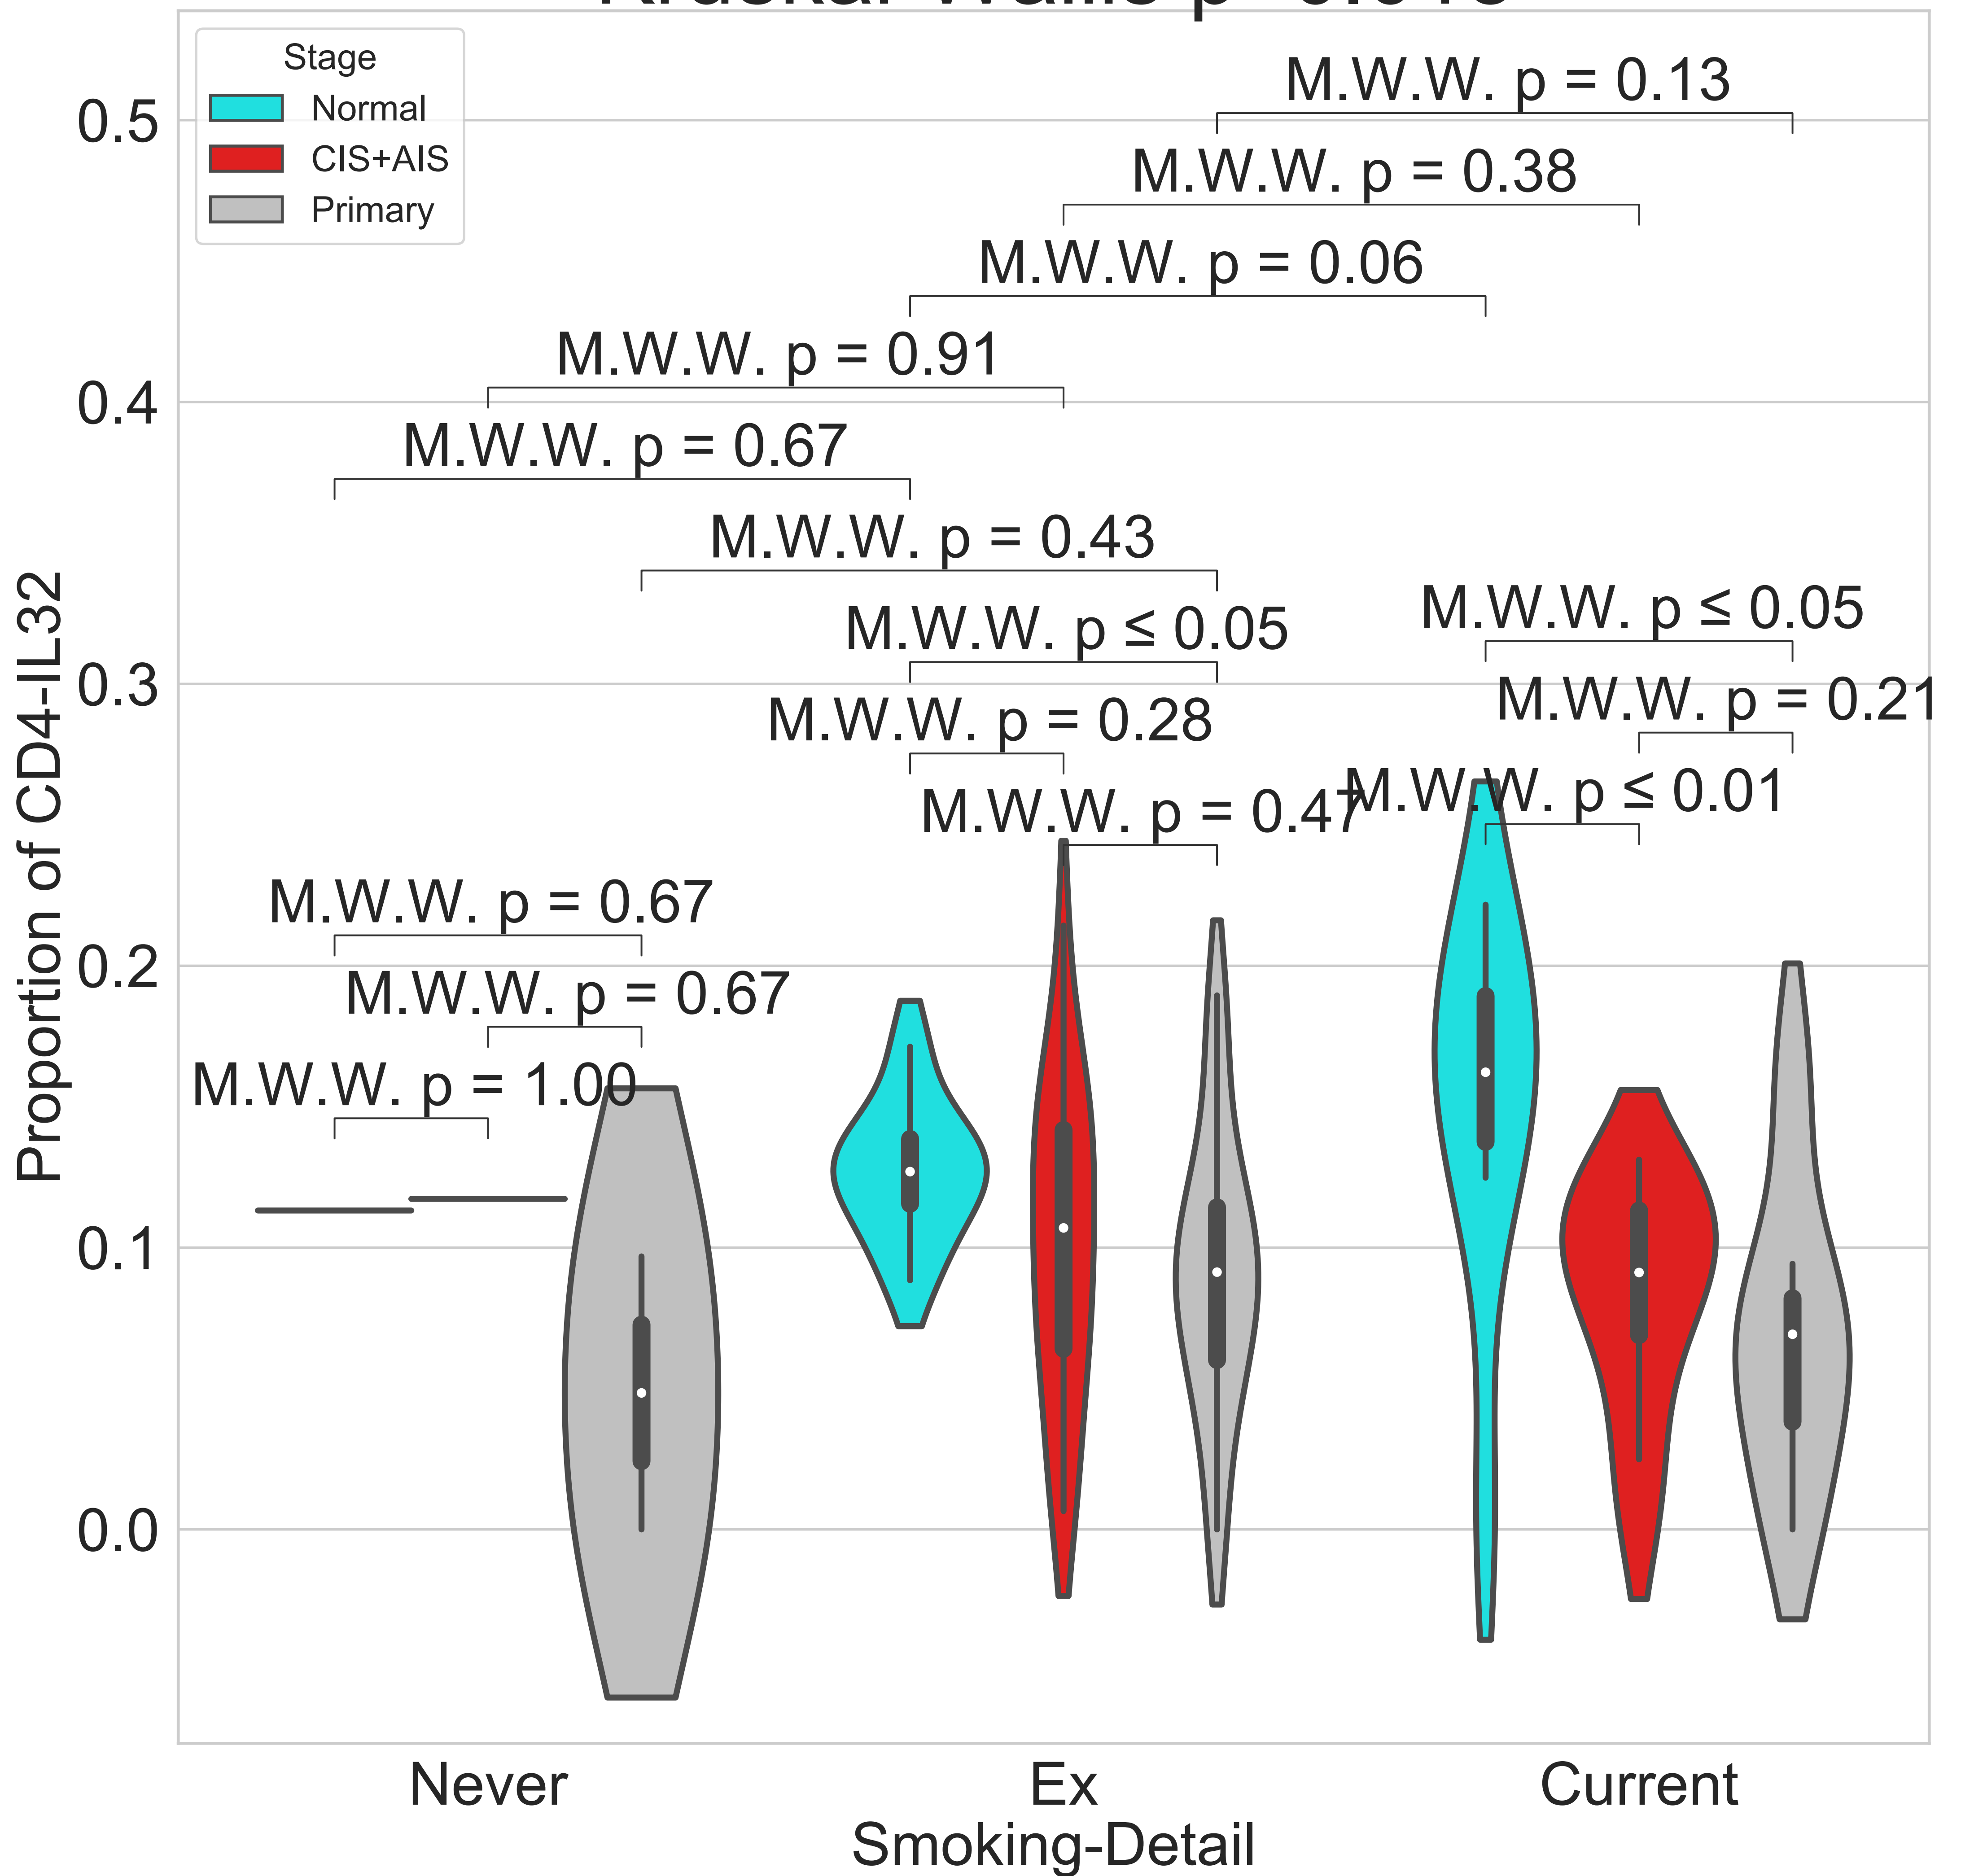 Stage
Normal
CIS+AIS
Primary
M.W.W. p = 0.13
M.W.W. p = 0.38
M.W.W. p = 0.06
M.W.W. p = 0.91
M.W.W. p = 0.67
M.W.W. p = 0.43
M.W.W. p ≤ 0.05
M.W.W. p ≤ 0.05
M.W.W. p = 0.28
M.W.W. p = 0.21
M.W.W. p = 0.47
M.W.W. p ≤ 0.01
M.W.W. p = 0.67
M.W.W. p = 0.67
M.W.W. p = 1.00
0.5
0.4
0.3
0.2
0.1
0.0
Proportion of CD4-IL32
Never
Ex
Current
Smoking-Detail